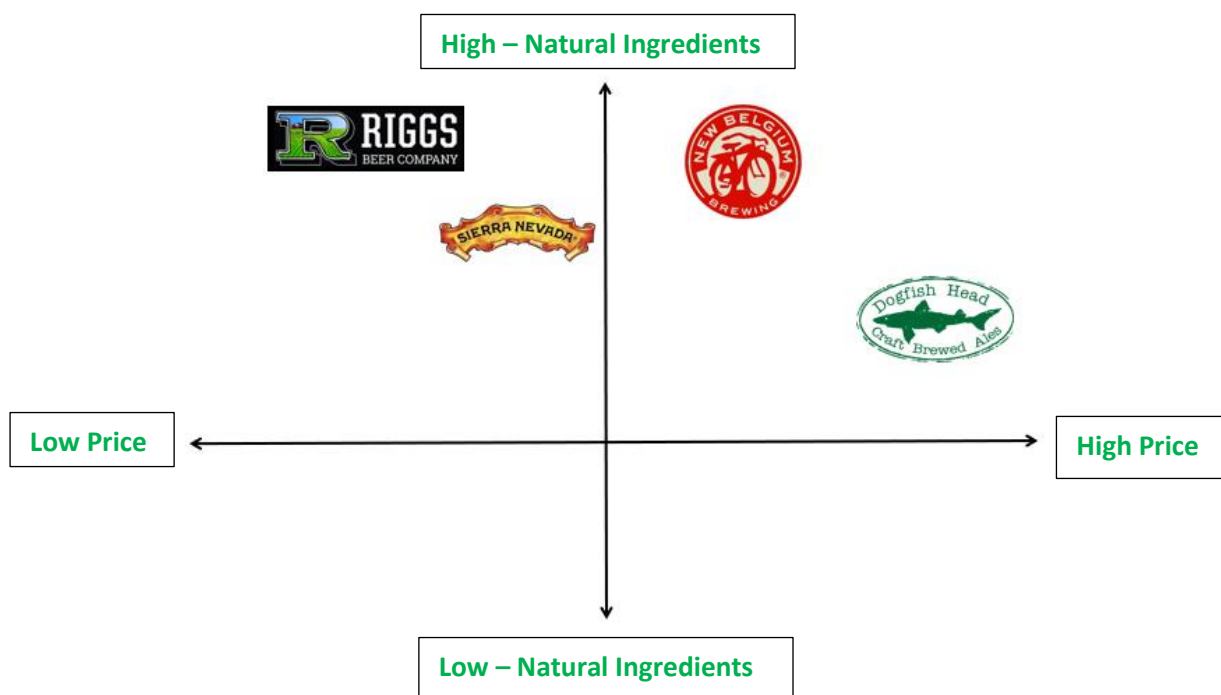 High – Natural Ingredients
R RIGGS
BEER COMPANY
NEW BELGIUM
BREWING
®
SIERRA NEVADA®
Dogfish Head
Craft Brewed Ales
Low Price
High Price
Low – Natural Ingredients